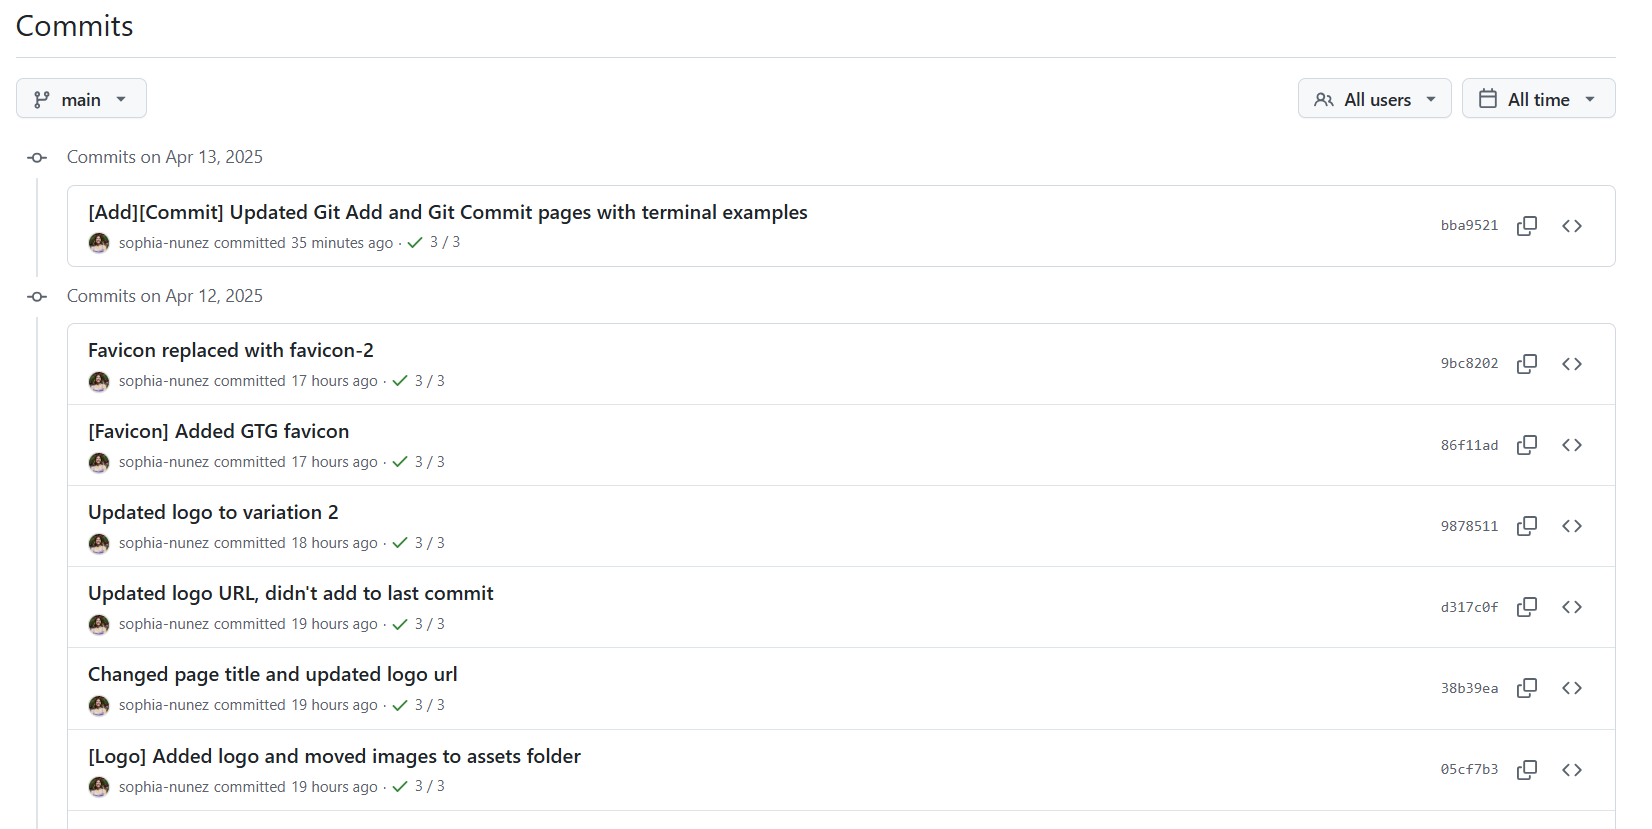 Commits
main
All users
All time
Commits on Apr 13, 2025
[Add][Commit] Updated Git Add and Git Commit pages with terminal examples
sophia-nunez committed 35 minutes ago · 3 / 3
bba9521
Commits on Apr 12, 2025
Favicon replaced with favicon-2
sophia-nunez committed 17 hours ago · 3 / 3
9bc8202
[Favicon] Added GTG favicon
sophia-nunez committed 17 hours ago · 3 / 3
86f11ad
Updated logo to variation 2
sophia-nunez committed 18 hours ago · 3 / 3
9878511
Updated logo URL, didn't add to last commit
sophia-nunez committed 19 hours ago · 3 / 3
d317c0f
Changed page title and updated logo url
sophia-nunez committed 19 hours ago · 3 / 3
38b39ea
[Logo] Added logo and moved images to assets folder
sophia-nunez committed 19 hours ago · 3 / 3
05cf7b3